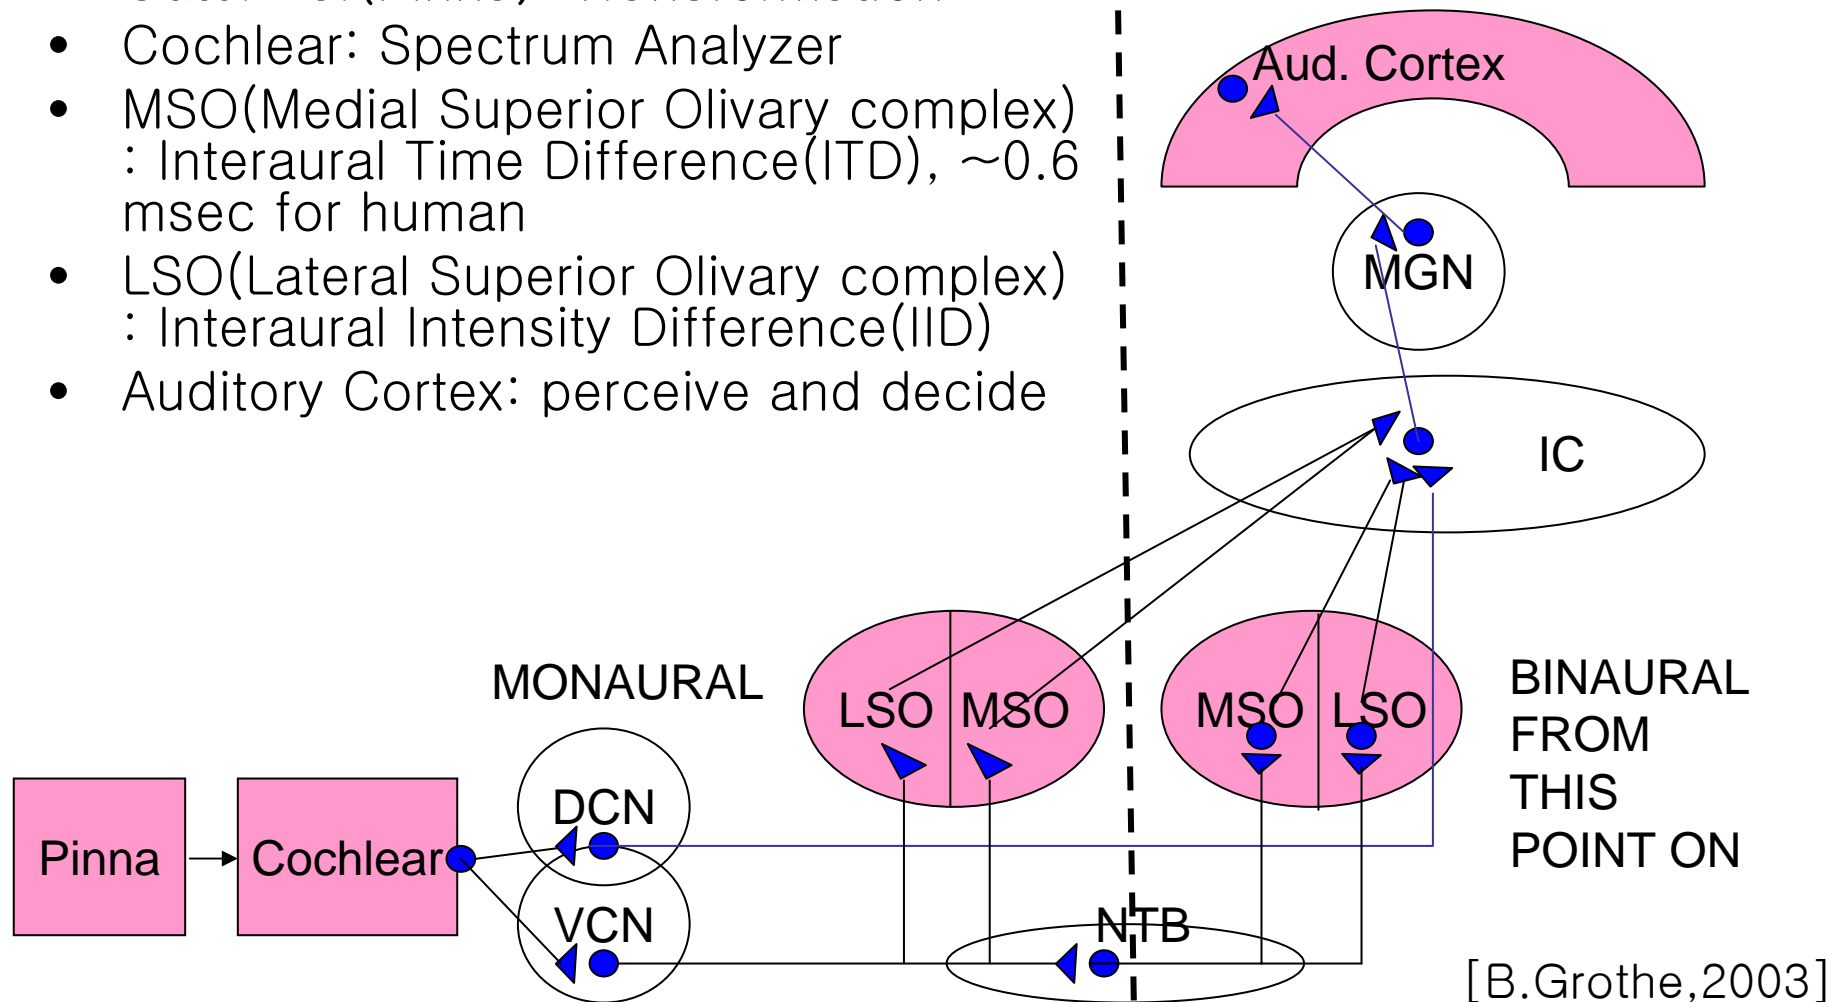 • Cochlear: Spectrum Analyzer
• MSO(Medial Superior Olivary complex)
: Interaural Time Difference(ITD), ~0.6
msec for human
• LSO(Lateral Superior Olivary complex)
: Interaural Intensity Difference(IID)
• Auditory Cortex: perceive and decide
Aud. Cortex
MGN
IC
MONAURAL
LSO
MSO
MSO
LSO
BINAURAL
FROM
THIS
POINT ON
Pinna
Cochlear
DCN
VCN
NTB
[B.Grothe,2003]